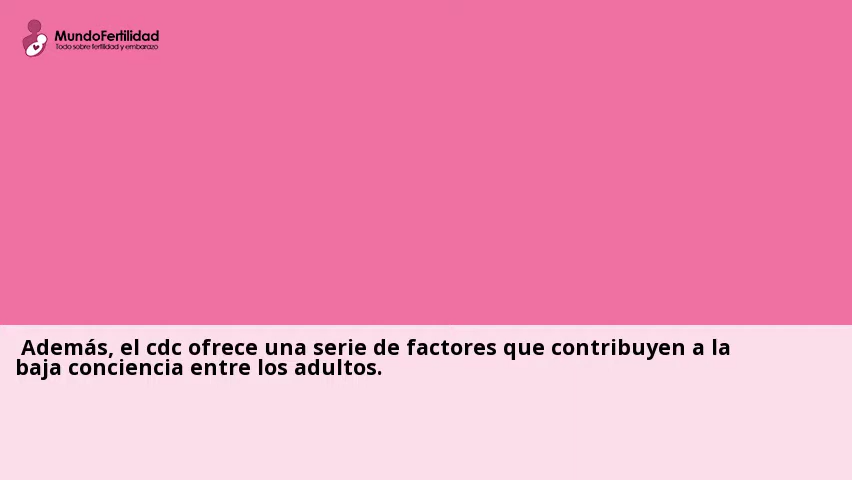 MundoFertilidad
Todo sobre fertilidad y embarazo
Además, el cdc ofrece una serie de factores que contribuyen a la
baja conciencia entre los adultos.